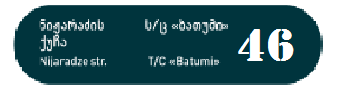 ნიჟარაძის ქუჩა
Nijaradze str.
ს/ც «ბათუმი»
T/C «Batumi»
46